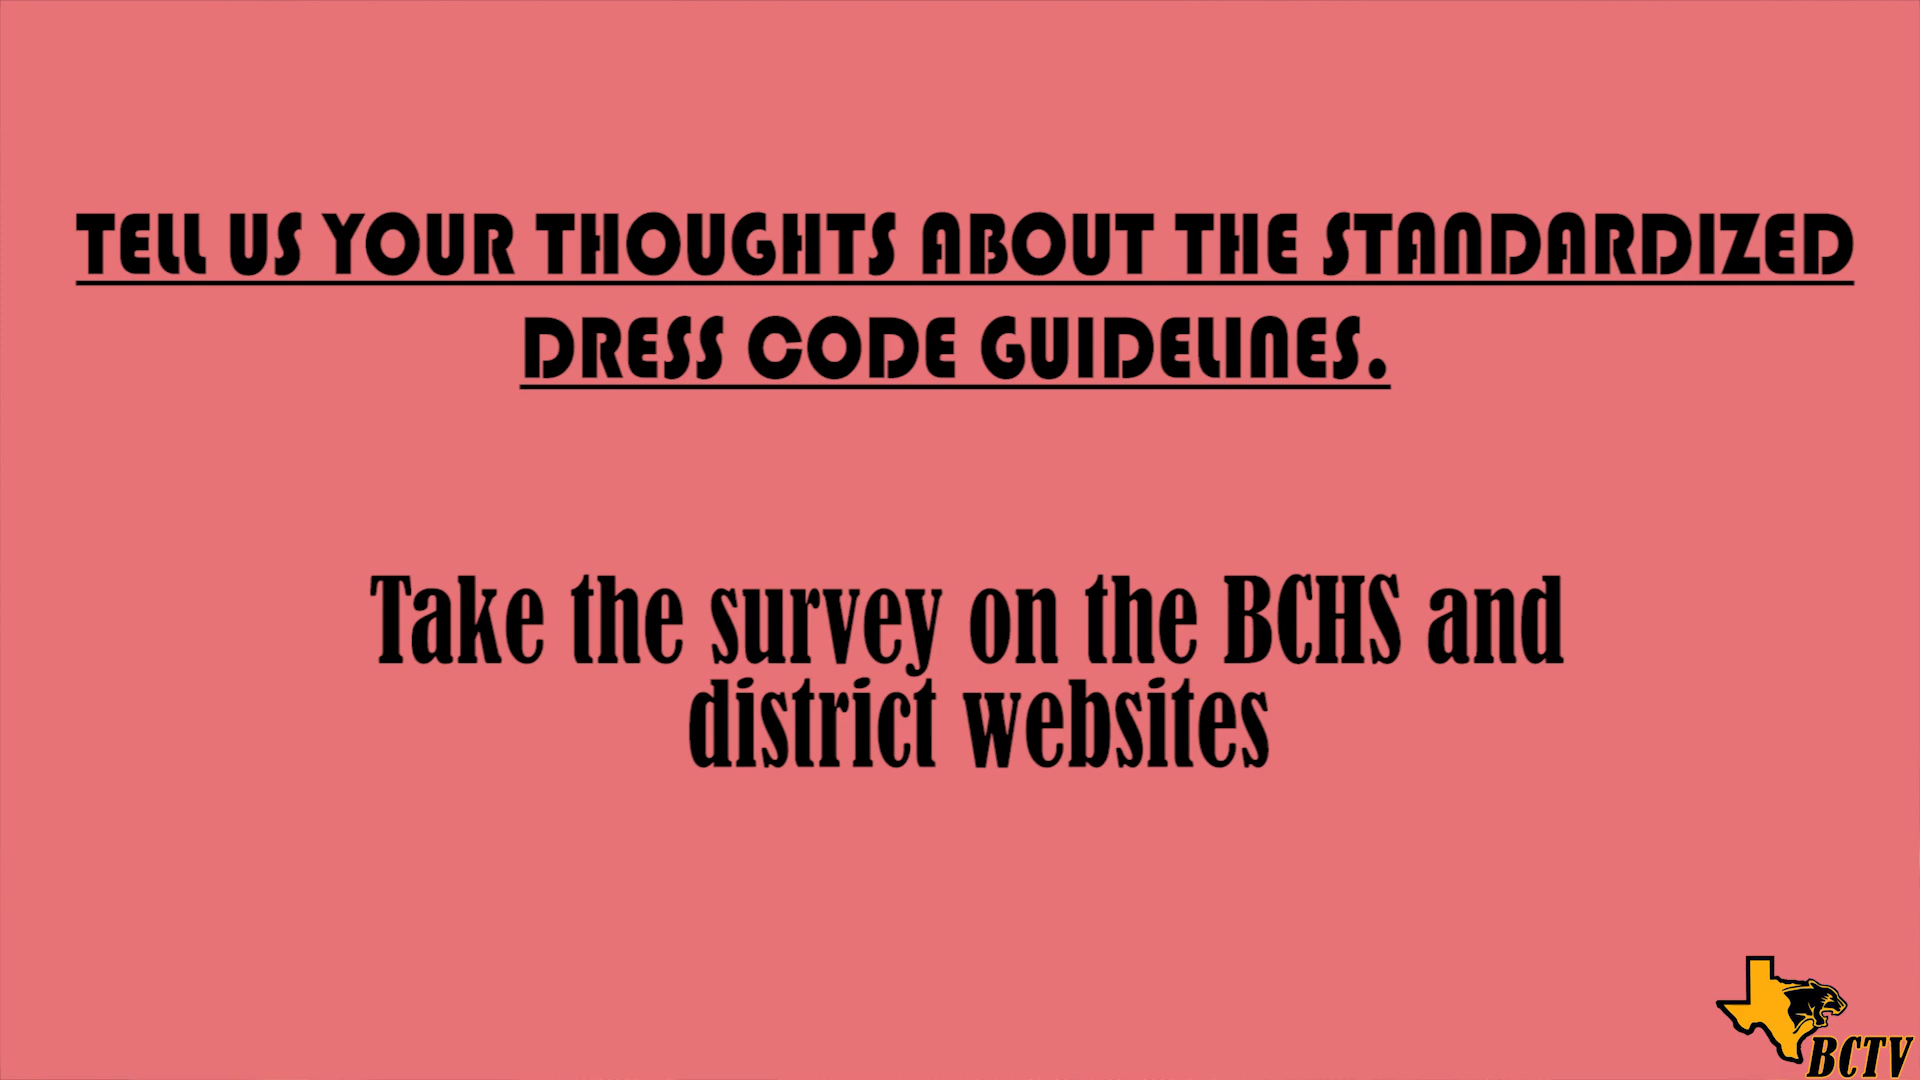 TELL US YOUR THOUGHTS ABOUT THE STANDARDIZED
DRESS CODE GUIDELINES.
Take the survey on the BCHS and
district websites
BCTV